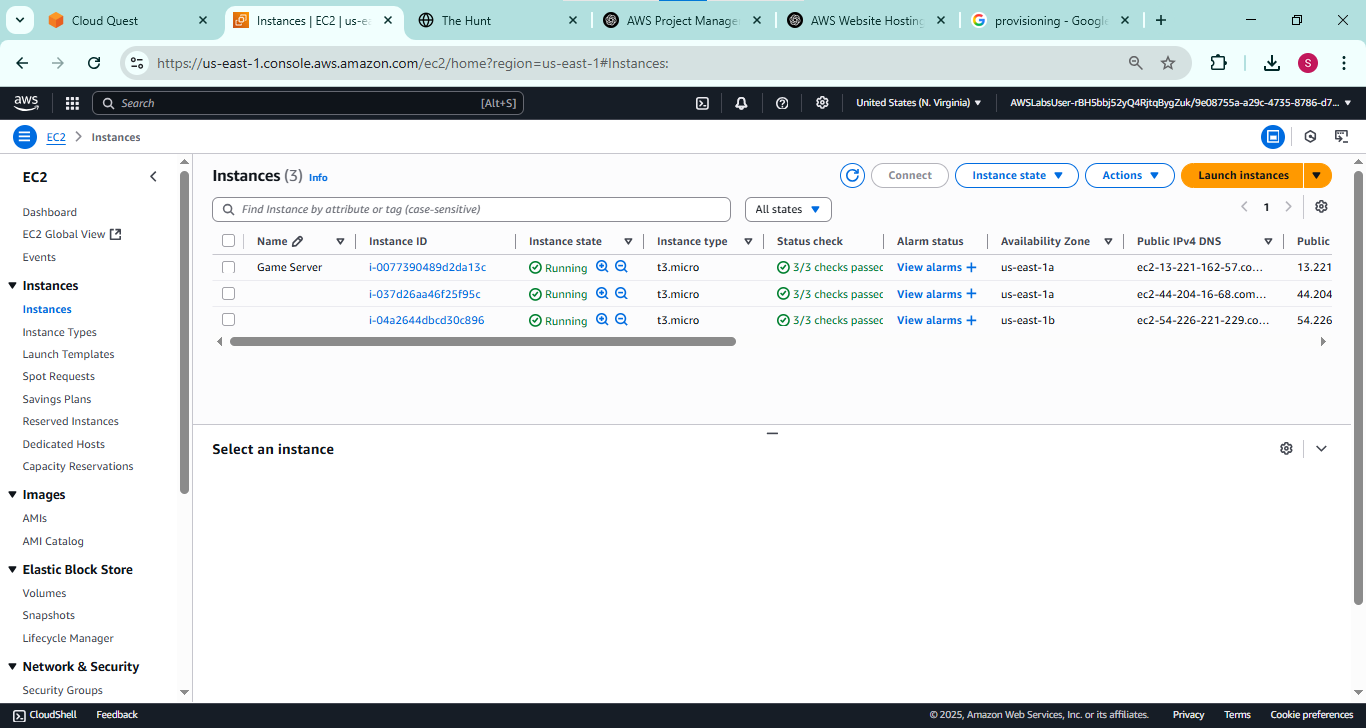 Cloud Quest
Instances | EC2 | us-ea
The Hunt
AWS Project Manage
AWS Website Hosting
provisioning - Google
https://us-east-1.console.aws.amazon.com/ec2/home?region=us-east-1#Instances:
S
aws
Search
[Alt+S]
United States (N. Virginia)
AWSLabsUser-rBH5bbj52yQ4RjtqBygZuk/9e08755a-a29c-4735-8786-d7...
EC2
Instances
EC2
Dashboard
EC2 Global View
Events
Instances
Instances
Instance Types
Launch Templates
Spot Requests
Savings Plans
Reserved Instances
Dedicated Hosts
Capacity Reservations
Images
AMIs
AMI Catalog
Elastic Block Store
Volumes
Snapshots
Lifecycle Manager
Network & Security
Security Groups
Instances (3) Info
Connect
Instance state
Actions
Launch instances
Find Instance by attribute or tag (case-sensitive)
All states
1
Name Instance ID Instance state Instance type Status check Alarm status Availability Zone Public IPv4 DNS Public
Game Server i-0077390489d2da13c Running t3.micro 3/3 checks passec View alarms + us-east-1a ec2-13-221-162-57.co... 13.221
i-037d26aa46f25f95c Running t3.micro 3/3 checks passec View alarms + us-east-1a ec2-44-204-16-68.com... 44.204
i-04a2644dbcd30c896 Running t3.micro 3/3 checks passec View alarms + us-east-1b ec2-54-226-221-229.co... 54.226
Select an instance
CloudShell
Feedback
© 2025, Amazon Web Services, Inc. or its affiliates.
Privacy
Terms
Cookie preferences